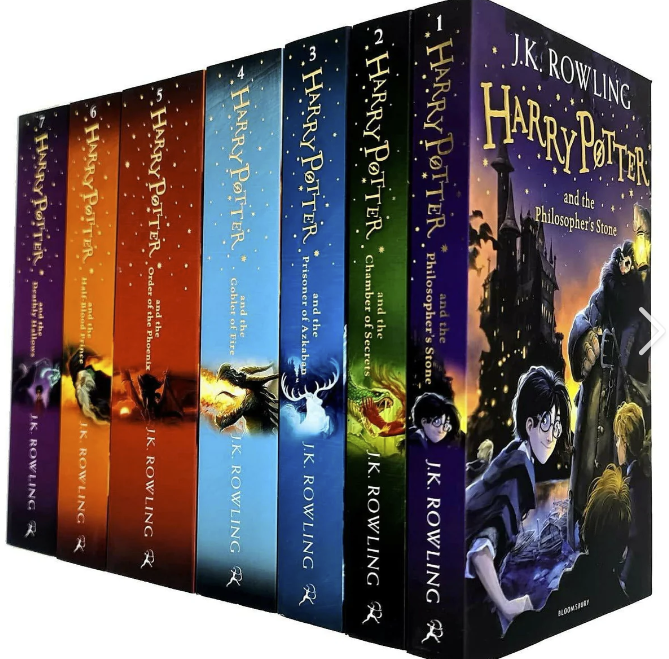 7
HARRY POTTER
and the
Deathly Hallows
J.K. ROWLING
6
HARRY POTTER
and the
Half-Blood Prince
J.K. ROWLING
5
HARRY POTTER
and the
Order of the Phoenix
J.K. ROWLING
4
HARRY POTTER
and the
Goblet of Fire
J.K. ROWLING
3
HARRY POTTER
and the
Prisoner of Azkaban
J.K. ROWLING
2
HARRY POTTER
and the
Chamber of Secrets
J.K. ROWLING
1
HARRY POTTER
and the
Philosopher's Stone
J.K. ROWLING
J.K. ROWLING
HARRY POTTER
and the
Philosopher's Stone
BLOOMSBURY